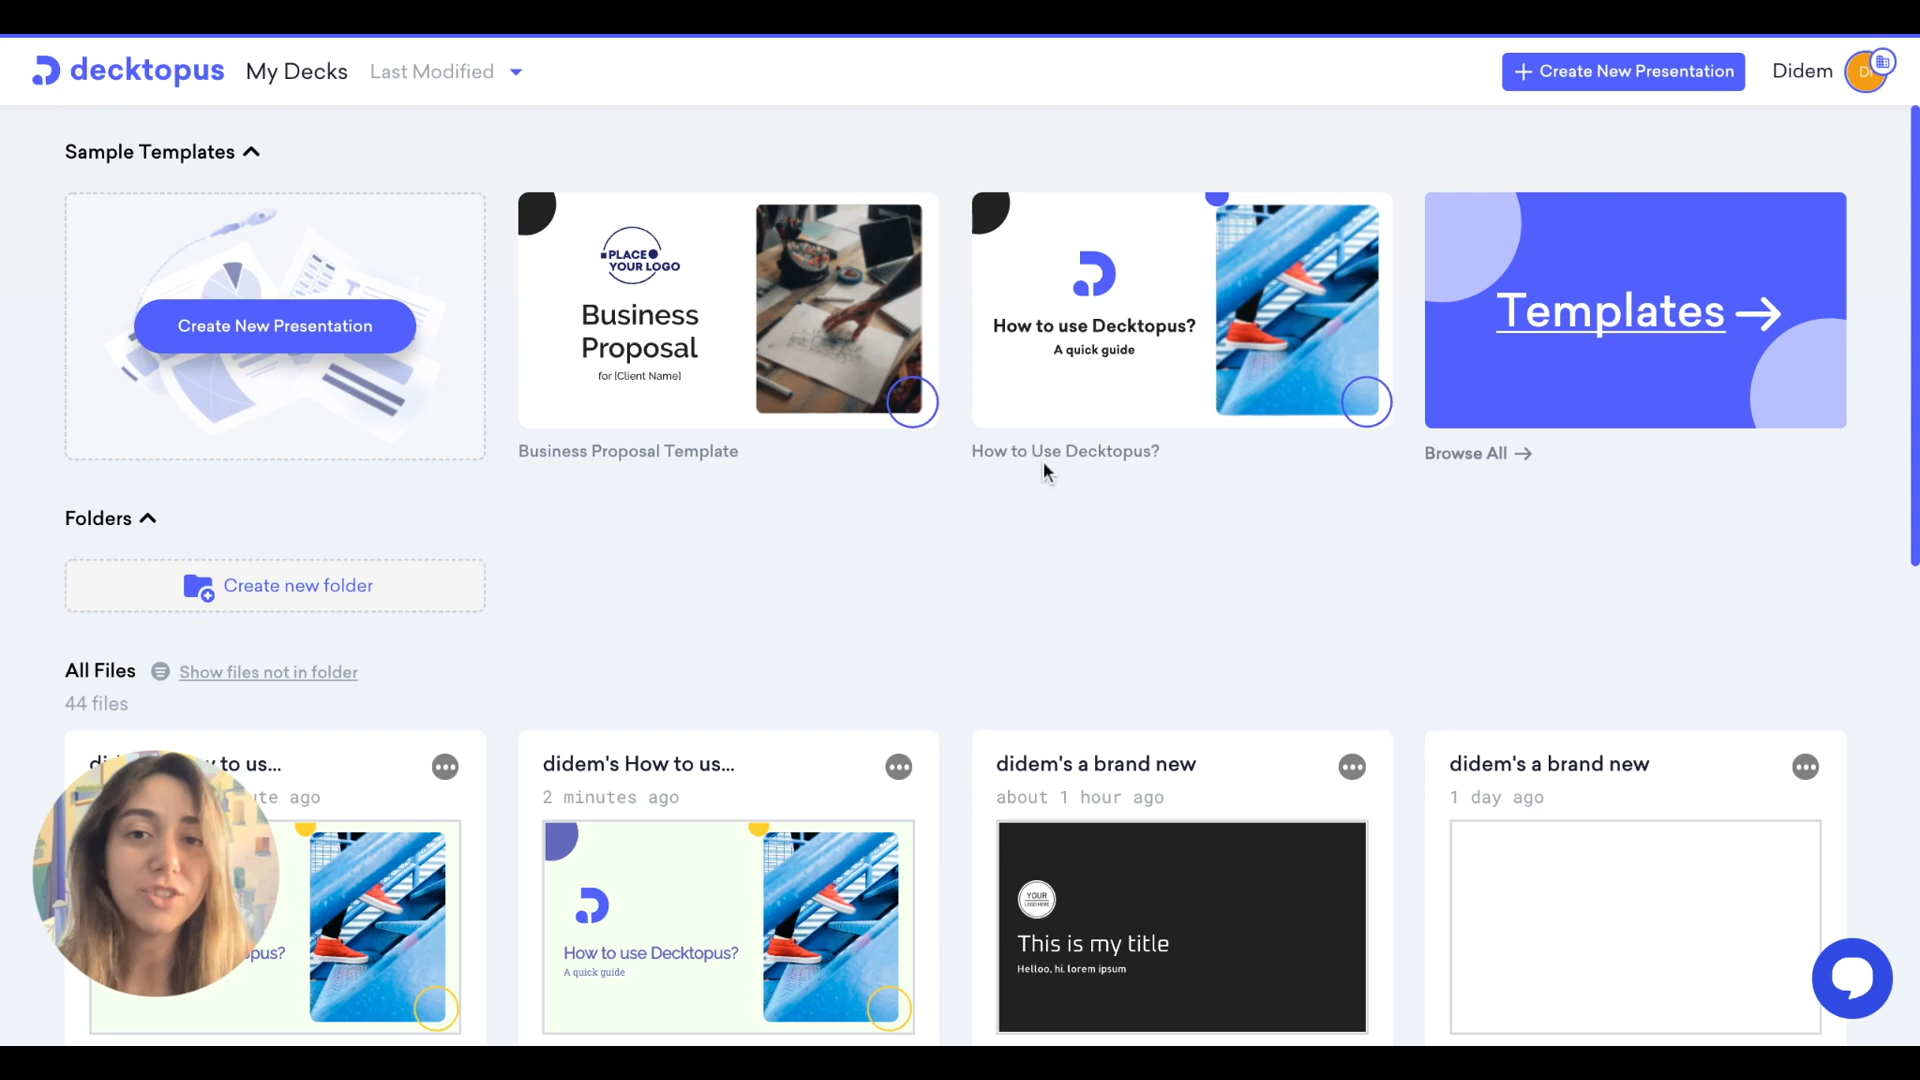 decktopus My Decks Last Modified
Create New Presentation Didem
Sample Templates
Create New Presentation
PLACE
YOUR LOGO
Business
Proposal
for [Client Name]
Business Proposal Template
How to use Decktopus?
A quick guide
How to Use Decktopus?
Templates
Browse All
Folders
Create new folder
All Files Show files not in folder
44 files
to us...
ago
didem's How to us...
2 minutes ago
How to use Decktopus?
A quick guide
didem's a brand new
about 1 hour ago
YOUR
LOGO HERE
This is my title
Helloo, hi. lorem ipsum
didem's a brand new
1 day ago